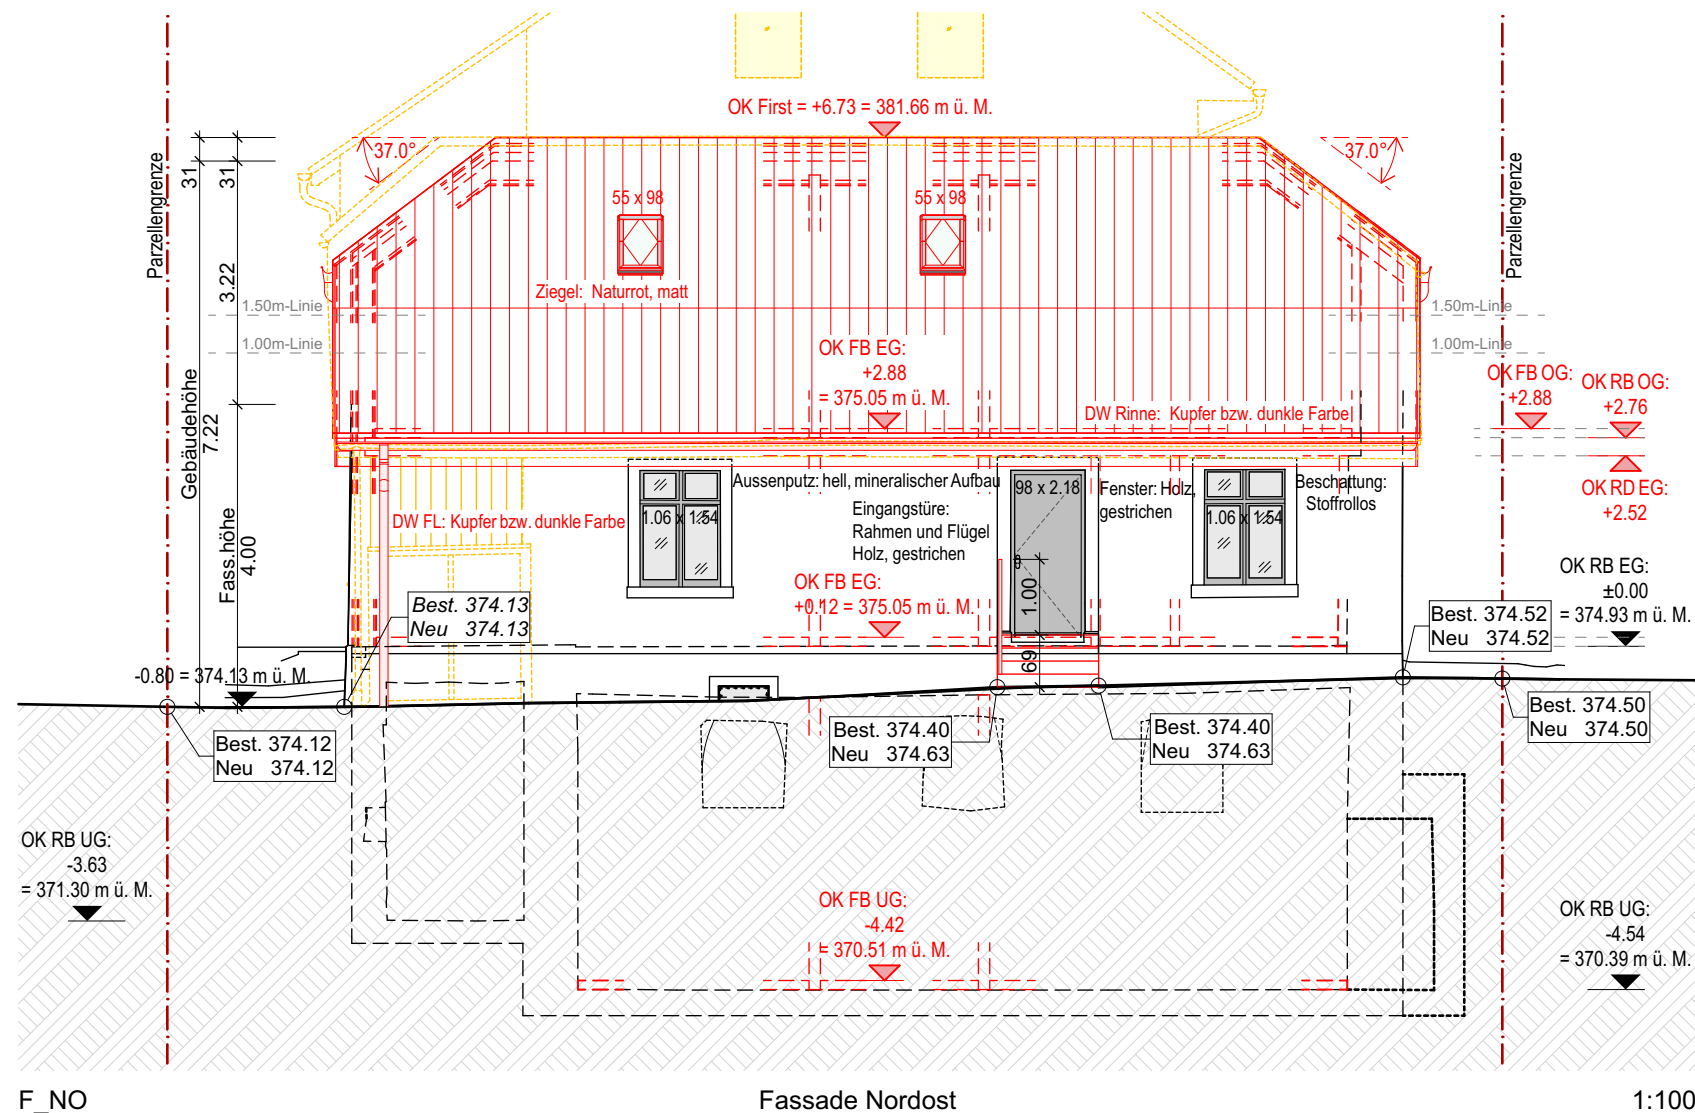 OK First = +6.73 = 381.66 m ü. M.
37.0°
37.0°
Parzellengrenze
Parzellengrenze
31
31
55 x 98
55 x 98
3.22
Ziegel: Naturrot, matt
1.50m-Linie
1.50m-Linie
1.00m-Linie
1.00m-Linie
OK FB EG:
+2.88
= 375.05 m ü. M.
OK FB OG:
+2.88
OK RB OG:
+2.76
Gebäudehöhe
7.22
DW Rinne: Kupfer bzw. dunkle Farbe
OK RD EG:
+2.52
Aussenputz: hell, mineralischer Aufbau
Eingangstüre:
Rahmen und Flügel
Holz, gestrichen
98 x 2.18
Fenster: Holz,
gestrichen
Beschattung:
Stoffrollos
1.06 x 1.54
1.06 x 1.54
DW FL: Kupfer bzw. dunkle Farbe
Fass.höhe
4.00
OK FB EG:
+0.12 = 375.05 m ü. M.
1.00
69
OK RB EG:
±0.00
= 374.93 m ü. M.
Best. 374.13
Neu 374.13
Best. 374.52
Neu 374.52
-0.80 = 374.13 m ü. M.
Best. 374.12
Neu 374.12
Best. 374.40
Neu 374.63
Best. 374.40
Neu 374.63
Best. 374.50
Neu 374.50
OK RB UG:
-3.63
= 371.30 m ü. M.
OK FB UG:
-4.42
= 370.51 m ü. M.
OK RB UG:
-4.54
= 370.39 m ü. M.
F_NO
Fassade Nordost
1:100